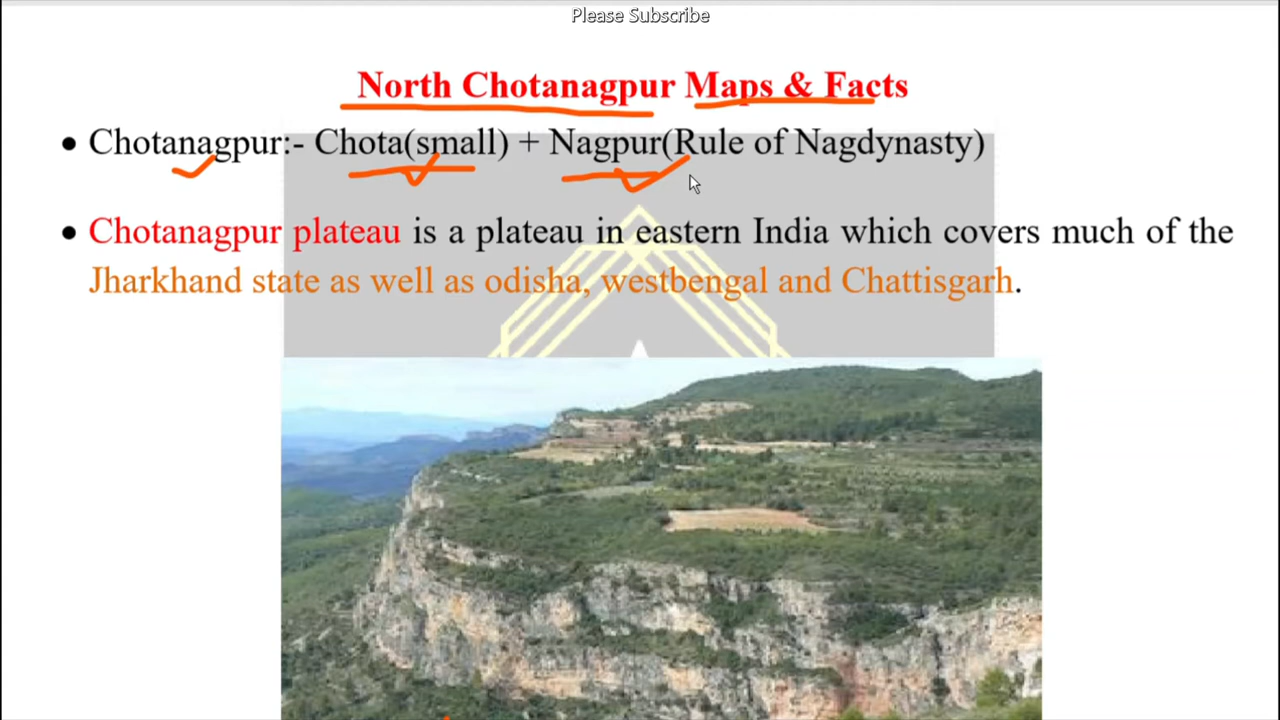 Please Subscribe
North Chotanagpur Maps & Facts
• Chotanagpur:- Chota(small) + Nagpur(Rule of Nagdynasty)
• Chotanagpur plateau is a plateau in eastern India which covers much of the
Jharkhand state as well as odisha, westbengal and Chattisgarh.